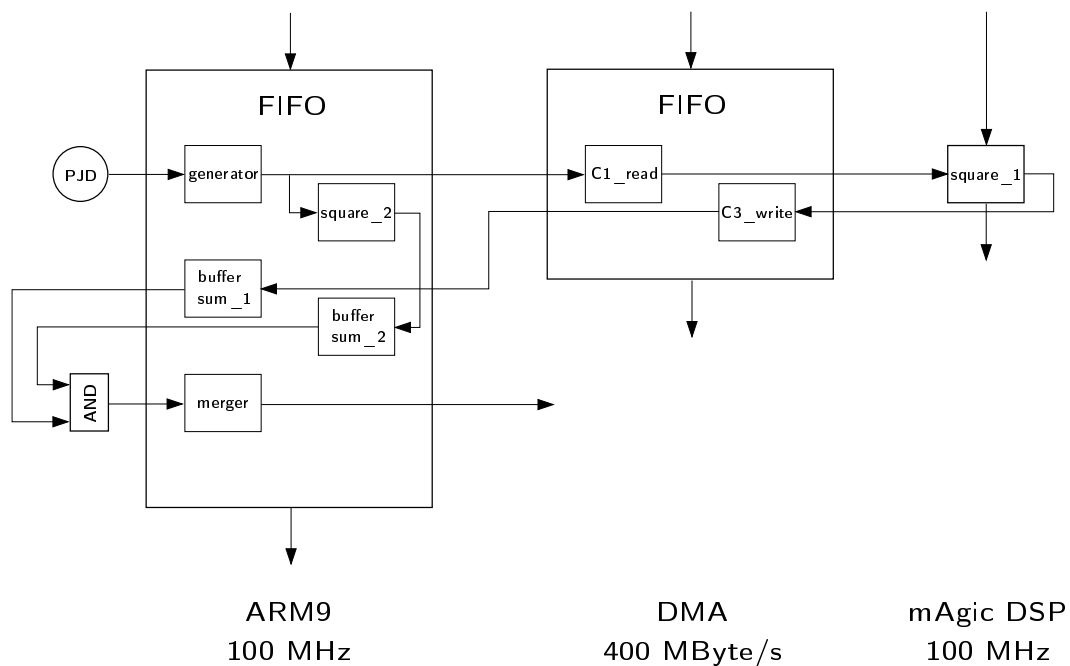 FIFO
FIFO
PJD
generator
C1_read
square_1
square_2
C3_write
buffer
sum_1
buffer
sum_2
AND
merger
ARM9
100 MHz
DMA
400 MByte/s
mAgic DSP
100 MHz